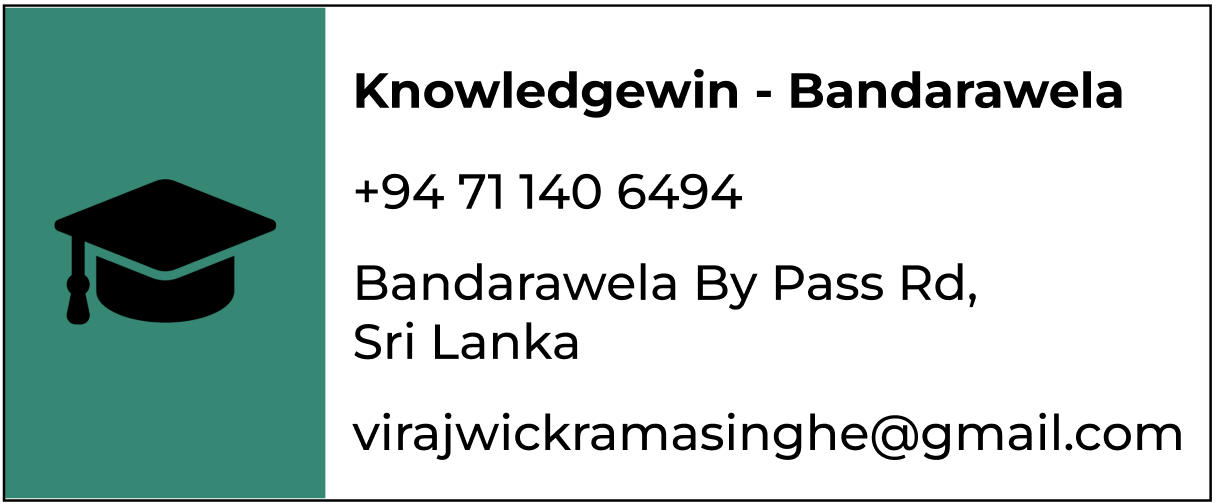 Knowledgewin - Bandarawela
+94 71 140 6494
Bandarawela By Pass Rd,
Sri Lanka
virajwickramasinghe@gmail.com